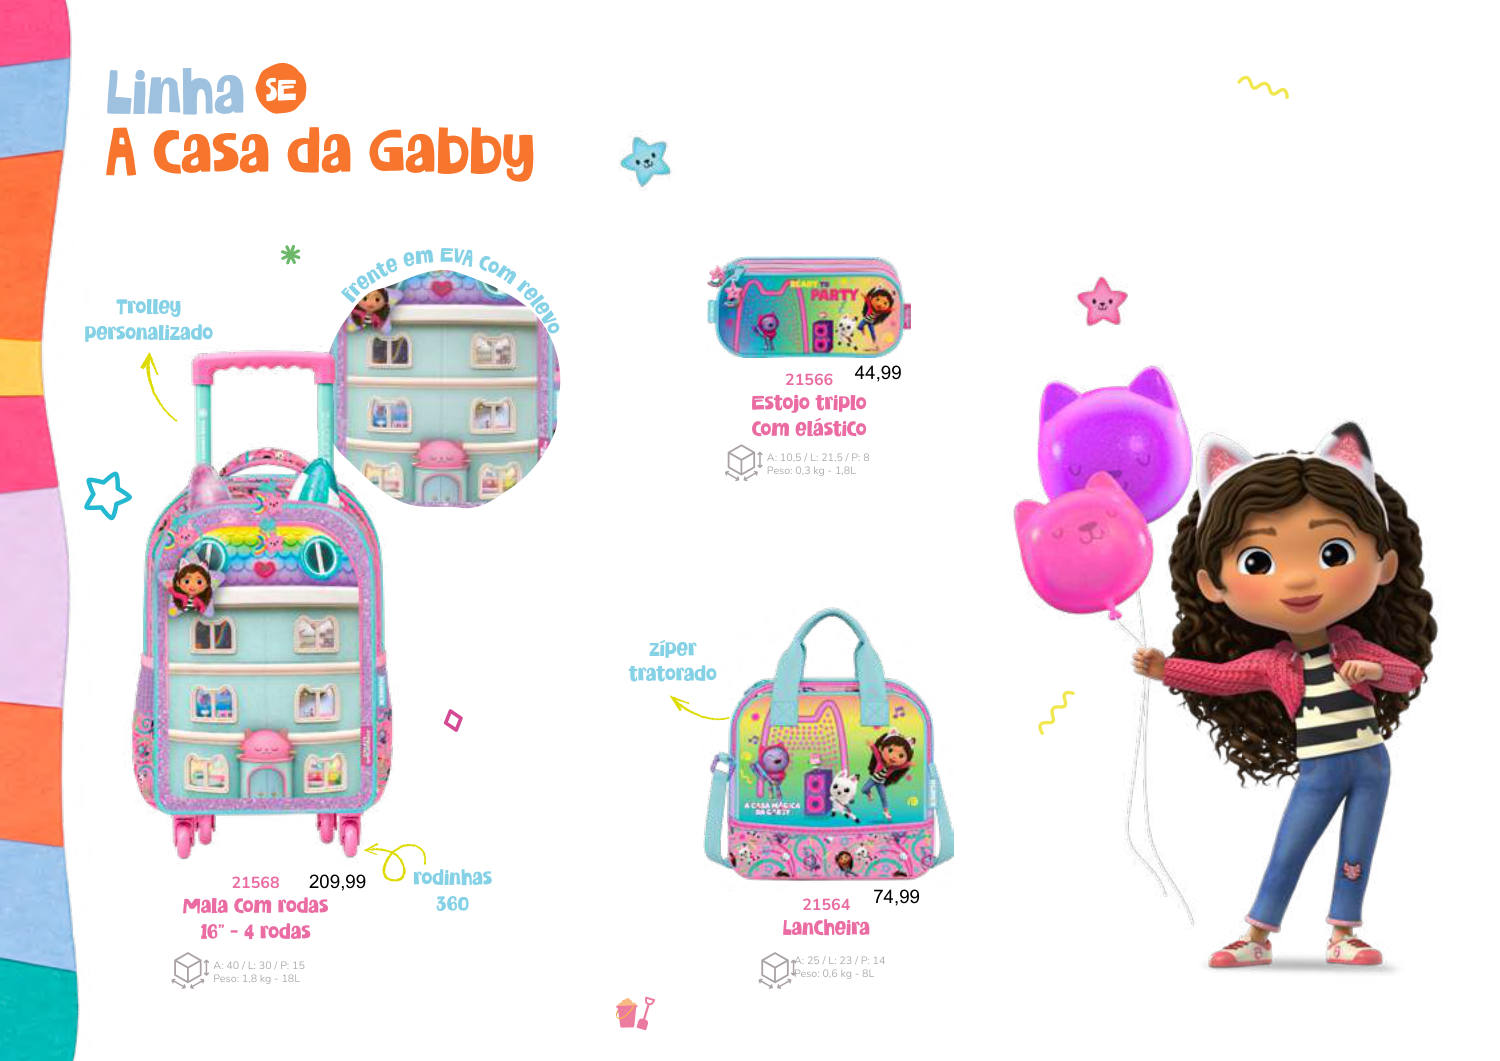 Linha SE
A Casa da Gabby
Frente em EVA com relevo
Trolley
personalizado
21568 209,99
Mala com rodas
16” - 4 rodas
A: 40 / L: 30 / P: 15
Peso: 1,8 kg - 18L
rodinhas
360
READY TO
PARTY
21566 44,99
Estojo triplo
com elástico
A: 10,5 / L: 21,5 / P: 8
Peso: 0,3 kg - 1,8L
zíper
tratorado
A CASA MÁGICA
DA GABBY
21564 74,99
Lancheira
A: 25 / L: 23 / P: 14
Peso: 0,6 kg - 8L